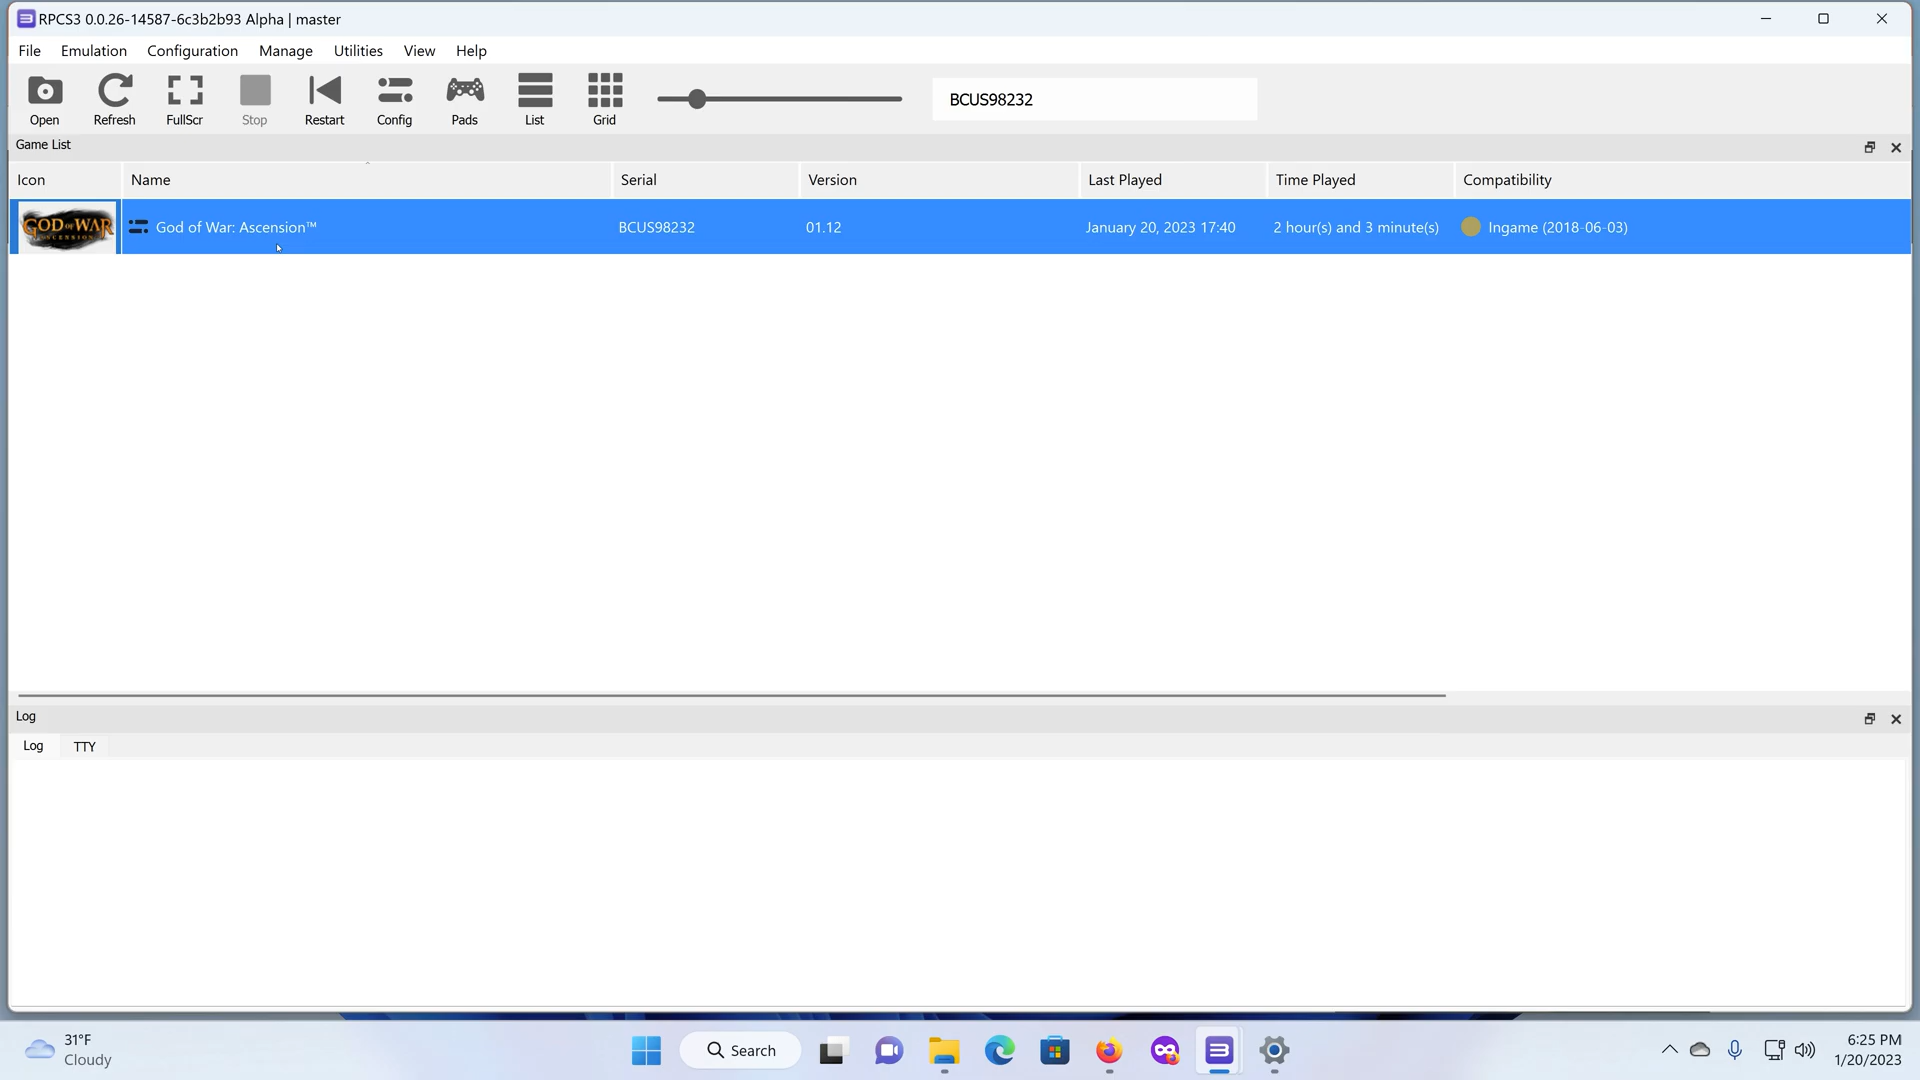 RPCS3 0.0.26-14587-6c3b2b93 Alpha | master
File Emulation Configuration Manage Utilities View Help
Open Refresh FullScr Stop Restart Config Pads List Grid BCUS98232
Game List
Icon Name Serial Version Last Played Time Played Compatibility
GOD OF WAR
ASCENSION
God of War: Ascension™ BCUS98232 01.12 January 20, 2023 17:40 2 hour(s) and 3 minute(s) Ingame (2018-06-03)
Log
Log TTY
31°F
Cloudy
Search
6:25 PM
1/20/2023